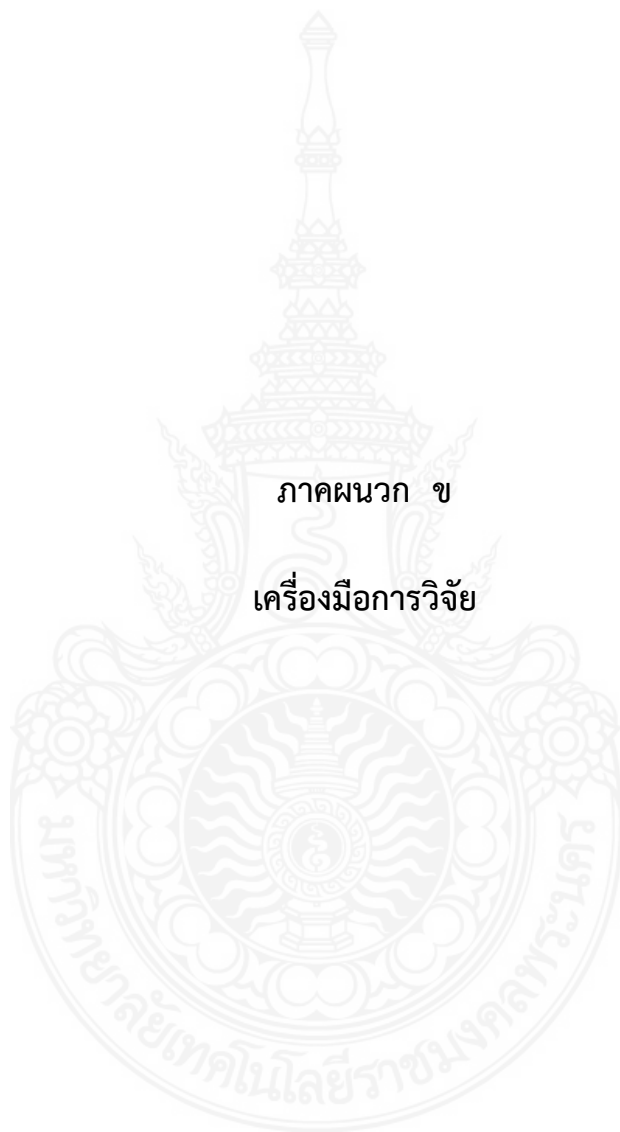 ภาคผนวก ข
เครื่องมือการวิจัย
มหาวิทยาลัยเทคโนโลยีราชมงคลพระนคร